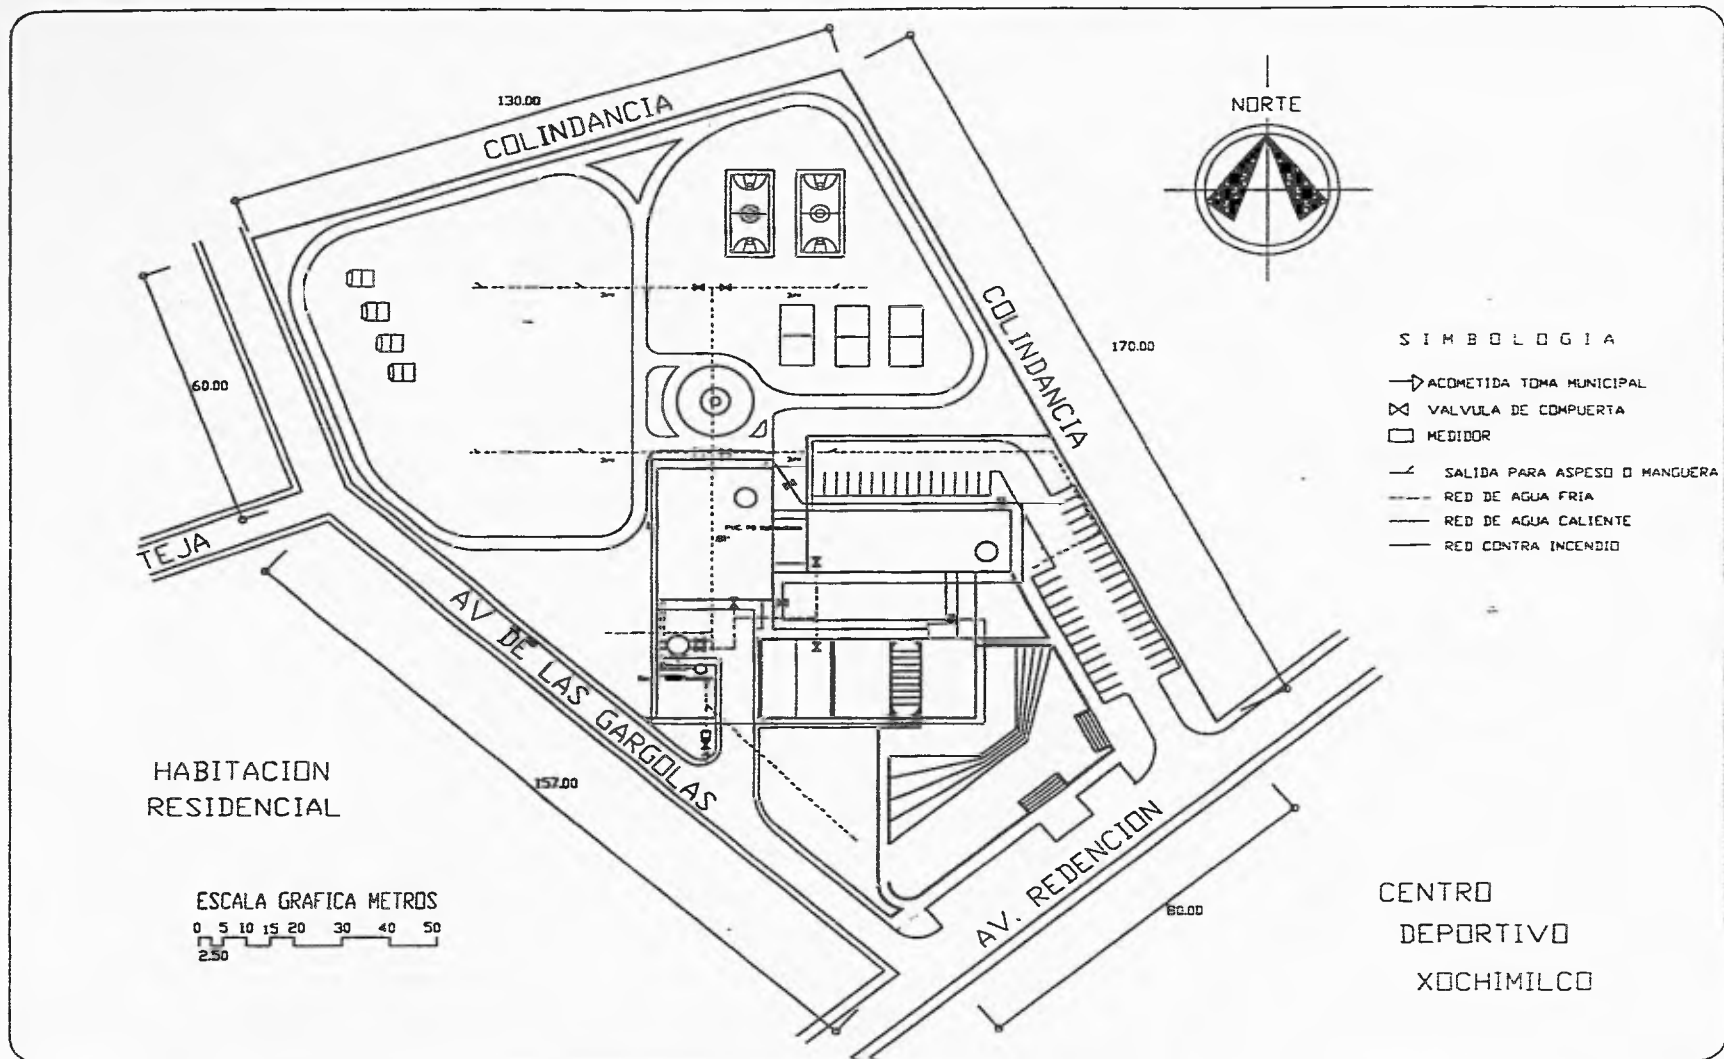 130.00
COLINDANCIA
NORTE
COLINDANCIA
170.00
60.00
SIMBOLOGIA
ACOMETIDA TOMA MUNICIPAL
VALVULA DE COMPUERTA
MEDIDOR
SALIDA PARA ASPESO O MANGUERA
RED DE AGUA FRIA
RED DE AGUA CALIENTE
RED CONTRA INCENDIO
TEJA
AV DE LAS GARGOLAS
HABITACION
RESIDENCIAL
157.00
AV. REDENCION
80.00
ESCALA GRAFICA METROS
0 5 10 15 20 30 40 50
2.50
CENTRO
DEPORTIVO
XOCHIMILCO